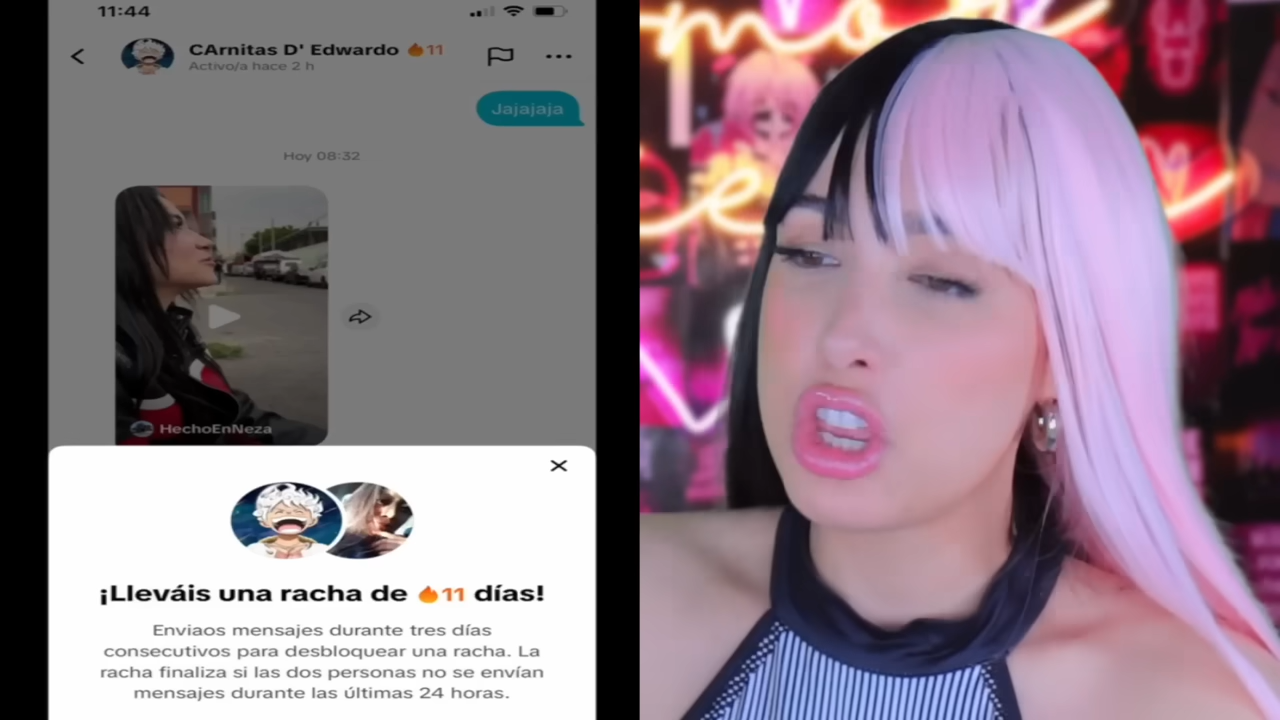 11:44
CArnitas D' Edwardo 🔥11
Activo/a hace 2 h
Jajajaja
Hoy 08:32
HechoEnNeza
¡Lleváis una racha de 🔥11 días!
Enviaos mensajes durante tres días
consecutivos para desbloquear una racha. La
racha finaliza si las dos personas no se envían
mensajes durante las últimas 24 horas.